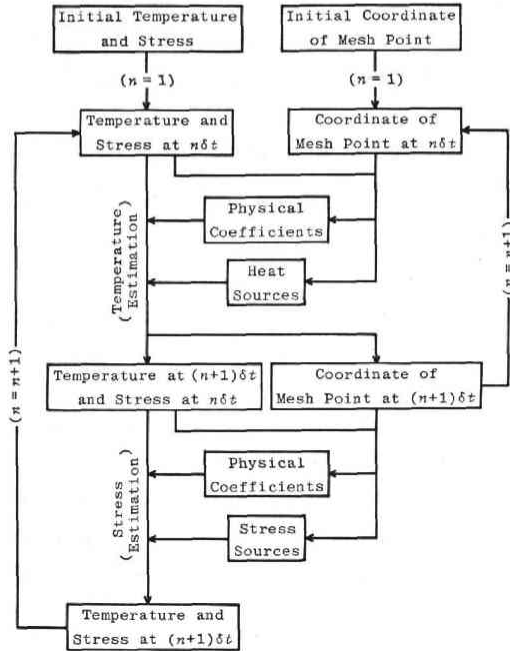 Initial Temperature
and Stress
Initial Coordinate
of Mesh Point
(n = 1)
(n = 1)
Temperature and
Stress at nδt
Coordinate of
Mesh Point at nδt
(Temperature
Estimation)
Physical
Coefficients
Heat
Sources
(n = n+1)
(n = n+1)
Temperature at (n+1)δt
and Stress at nδt
Coordinate of
Mesh Point at (n+1)δt
(Stress
Estimation)
Physical
Coefficients
Stress
Sources
Temperature and
Stress at (n+1)δt